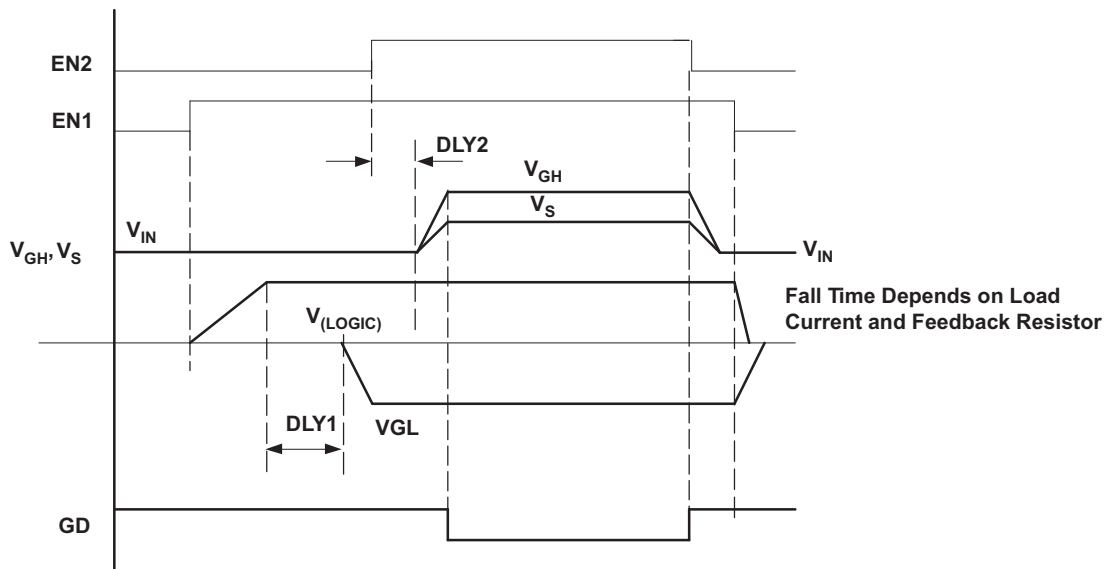 EN2
EN1
DLY2
V_GH
V_S
V_IN
V_GH, V_S
V_IN
Fall Time Depends on Load
Current and Feedback Resistor
V_(LOGIC)
DLY1
VGL
GD